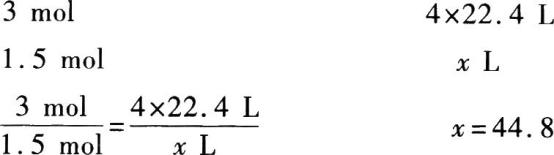 3 mol 4×22.4 L
1.5 mol x L
3 mol / 1.5 mol = 4×22.4 L / x L x=44.8